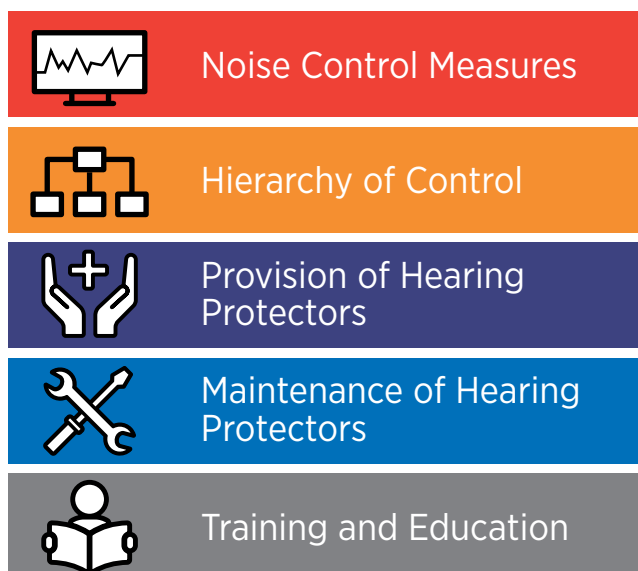 Noise Control Measures
Hierarchy of Control
Provision of Hearing
Protectors
Maintenance of Hearing
Protectors
Training and Education